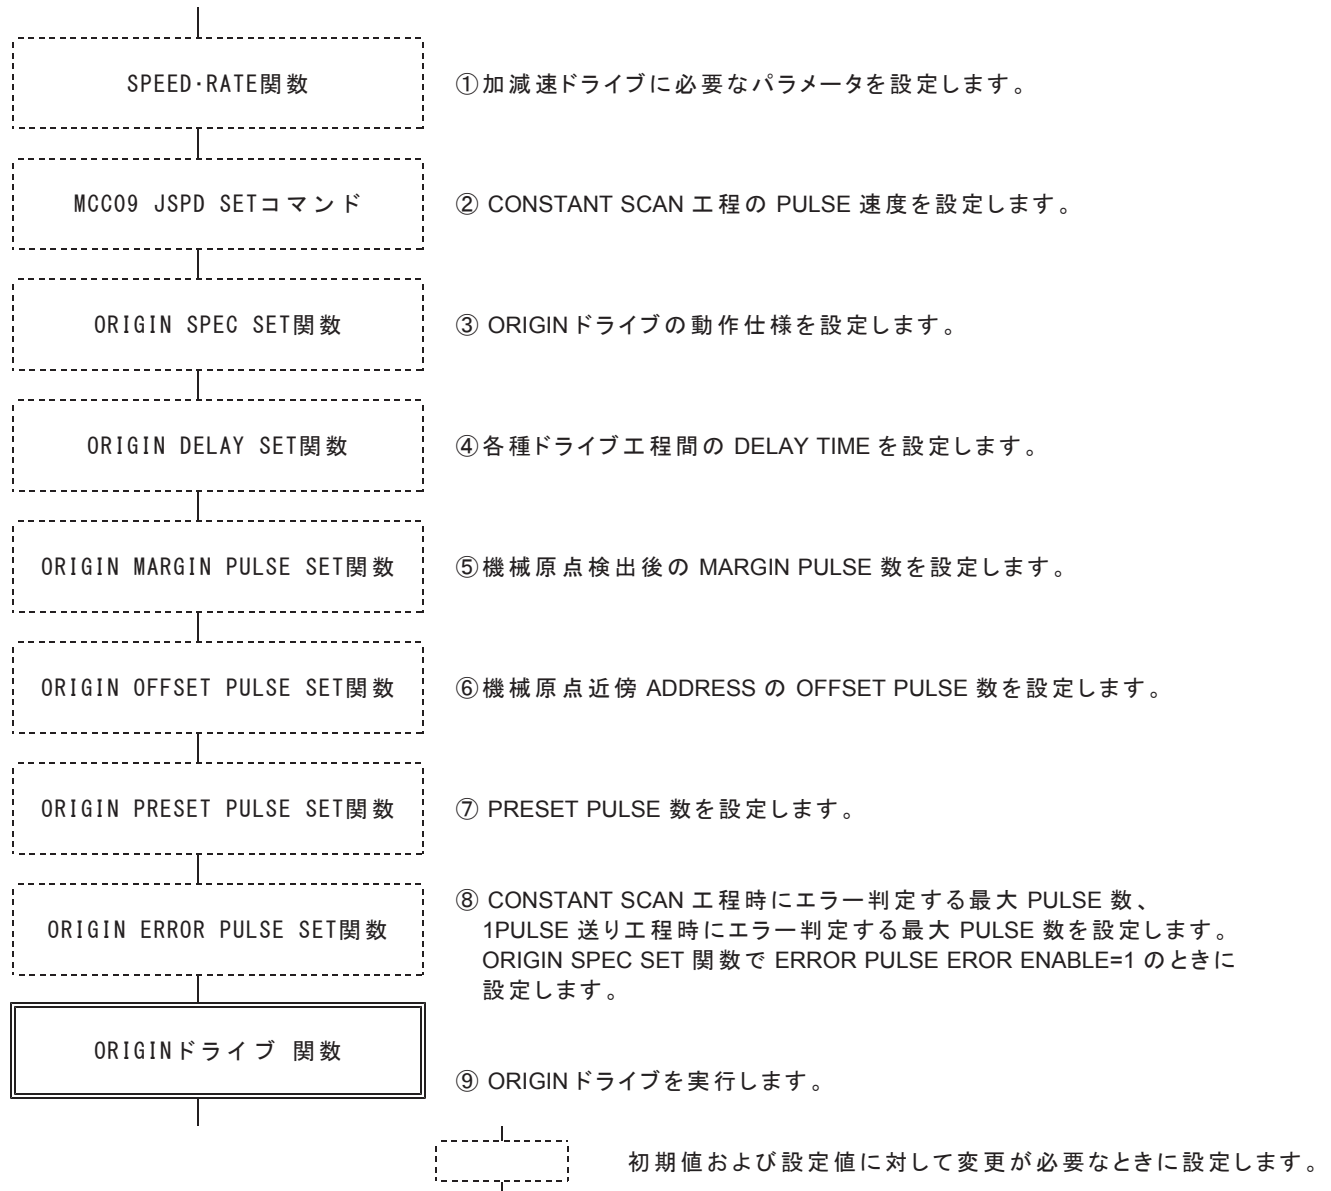 SPEED･RATE関数
①加減速ドライブに必要なパラメータを設定します。
MCC09 JSPD SETコマンド
② CONSTANT SCAN 工程の PULSE 速度を設定します。
ORIGIN SPEC SET関数
③ ORIGINドライブの動作仕様を設定します。
ORIGIN DELAY SET関数
④各種ドライブ工程間の DELAY TIME を設定します。
ORIGIN MARGIN PULSE SET関数
⑤機械原点検出後の MARGIN PULSE 数を設定します。
ORIGIN OFFSET PULSE SET関数
⑥機械原点近傍 ADDRESS の OFFSET PULSE 数を設定します。
ORIGIN PRESET PULSE SET関数
⑦ PRESET PULSE 数を設定します。
ORIGIN ERROR PULSE SET関数
⑧ CONSTANT SCAN 工程時にエラー判定する最大 PULSE 数、
1PULSE 送り工程時にエラー判定する最大 PULSE 数を設定します。
ORIGIN SPEC SET 関数で ERROR PULSE EROR ENABLE=1 のときに
設定します。
ORIGINドライブ 関数
⑨ ORIGINドライブを実行します。
初期値および設定値に対して変更が必要なときに設定します。